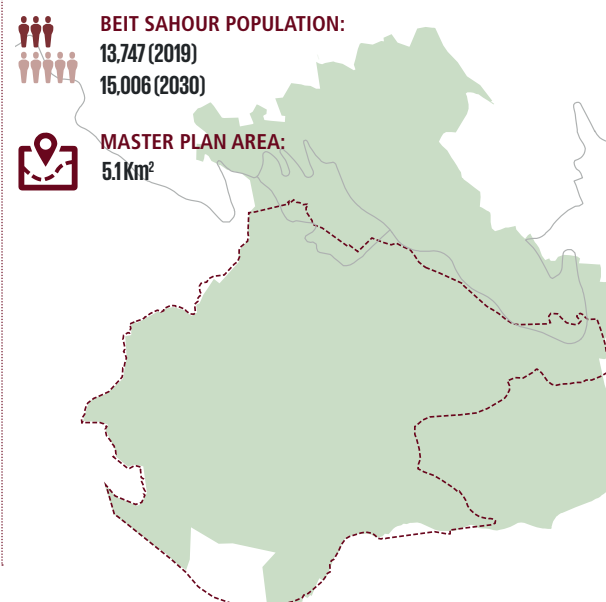 BEIT SAHOUR POPULATION:
13,747 (2019)
15,006 (2030)
MASTER PLAN AREA:
5.1 Km²